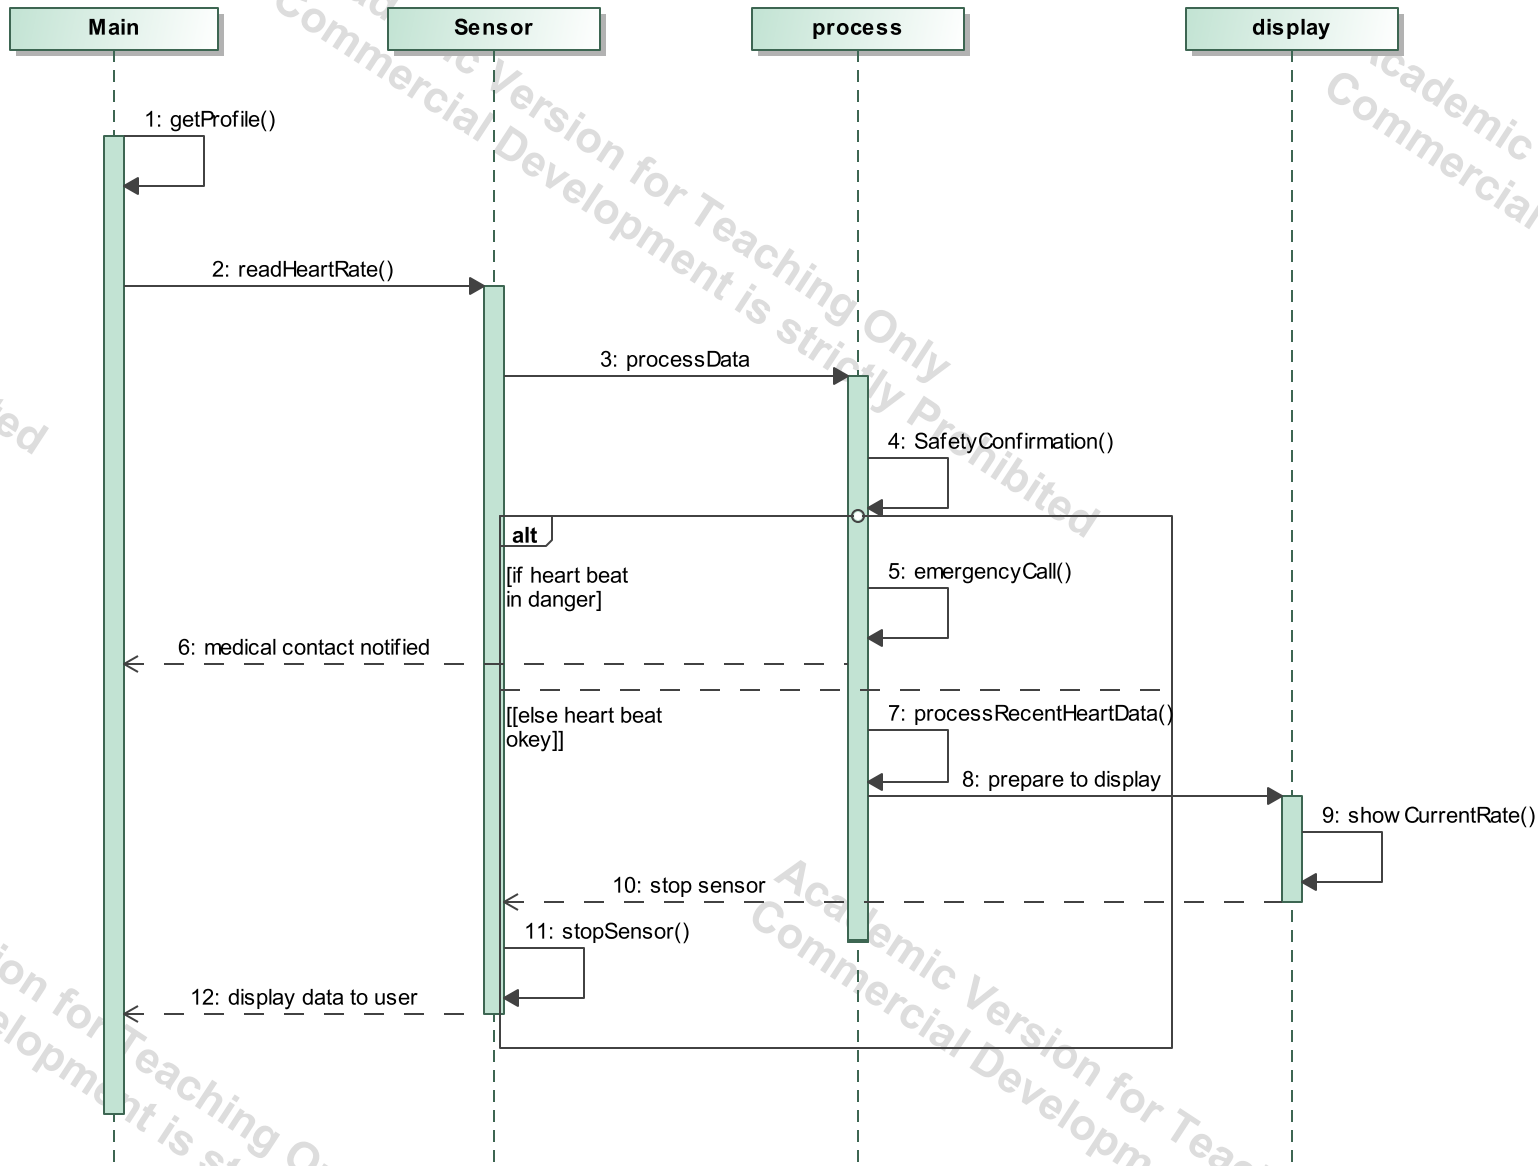 Main
Sensor
process
display
Academic Version for Teaching Only
Commercial Development is strictly Prohibited
Academic
Commercial
1: getProfile()
2: readHeartRate()
3: processData
4: SafetyConfirmation()
alt
[if heart beat
in danger]
5: emergencyCall()
6: medical contact notified
[[else heart beat
okey]]
7: processRecentHeartData()
8: prepare to display
9: showCurrentRate()
10: stop sensor
11: stopSensor()
12: display data to user
Academic Version for Teac
Commercial Developm